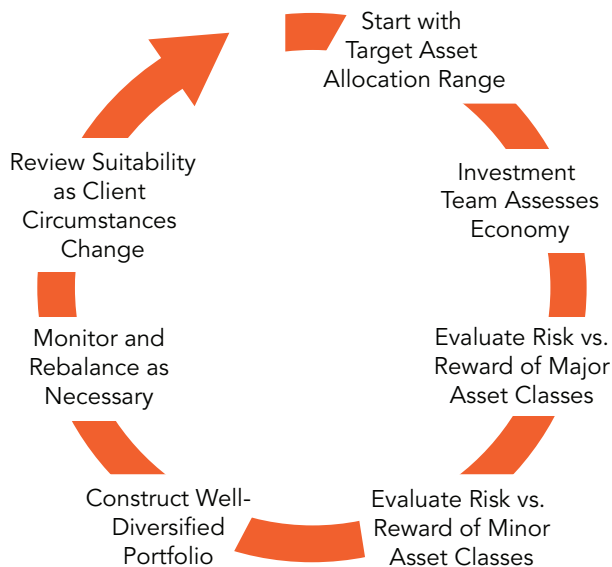 Start with
Target Asset
Allocation Range
Investment
Team Assesses
Economy
Evaluate Risk vs.
Reward of Major
Asset Classes
Evaluate Risk vs.
Reward of Minor
Asset Classes
Construct Well-
Diversified
Portfolio
Monitor and
Rebalance as
Necessary
Review Suitability
as Client
Circumstances
Change